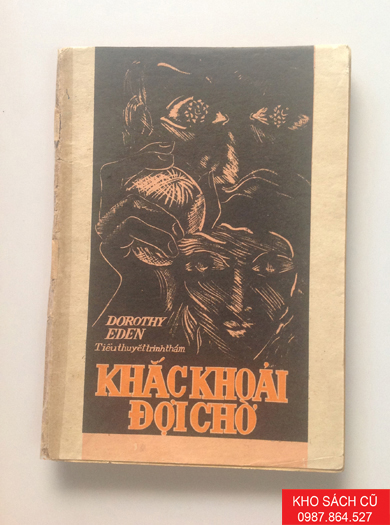 DOROTHY
EDEN
Tiểu thuyết trinh thám
KHẮC KHOẢI
ĐỢI CHỜ
KHO SÁCH CŨ
0987.864.527